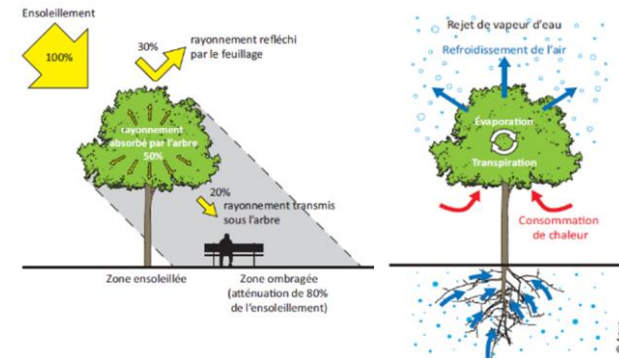 Ensoleillement
100%
30%
rayonnement refléchi
par le feuillage
rayonnement
absorbé par l'arbre
50%
20%
rayonnement transmis
sous l'arbre
Zone ensoleillée
Zone ombragée
(atténuation de 80%
de l'ensoleillement)
Rejet de vapeur d'eau
Refroidissement de l'air
Évaporation
Transpiration
Consommation
de chaleur